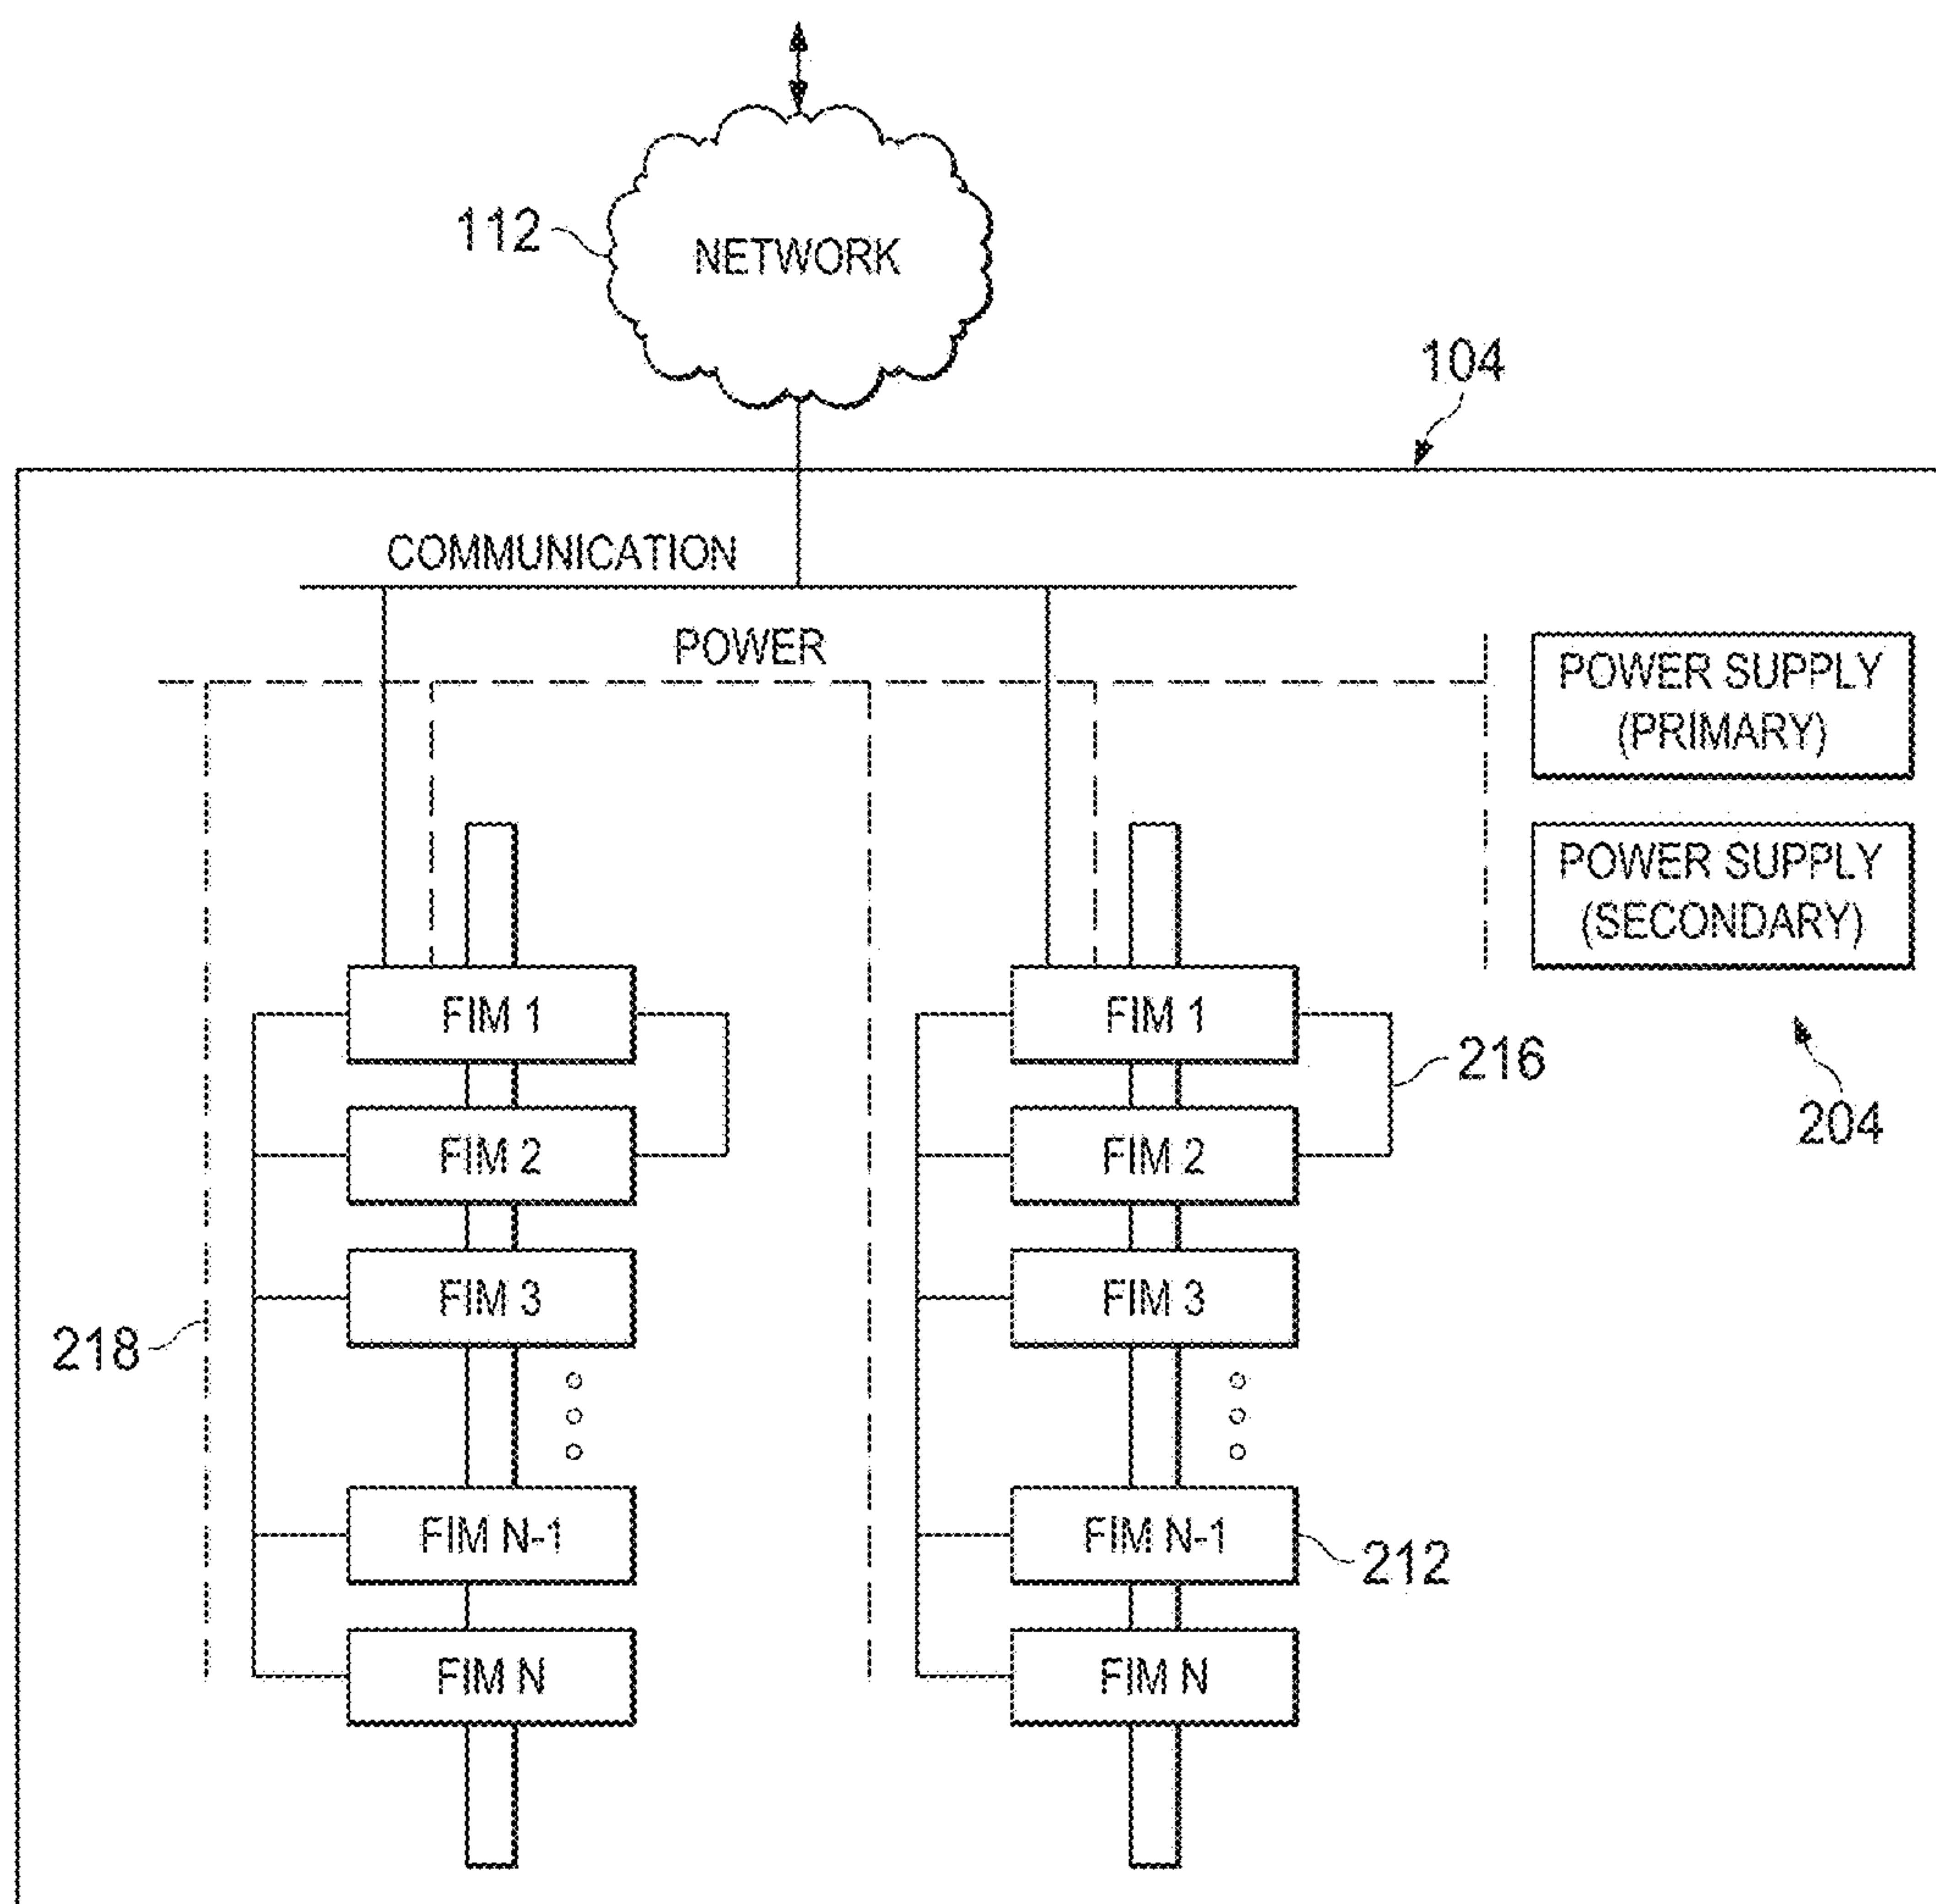 112
NETWORK
104
COMMUNICATION
POWER
POWER SUPPLY
(PRIMARY)
POWER SUPPLY
(SECONDARY)
204
FIM 1
FIM 2
FIM 3
FIM N-1
FIM N
218
FIM 1
FIM 2
FIM 3
FIM N-1
FIM N
216
212